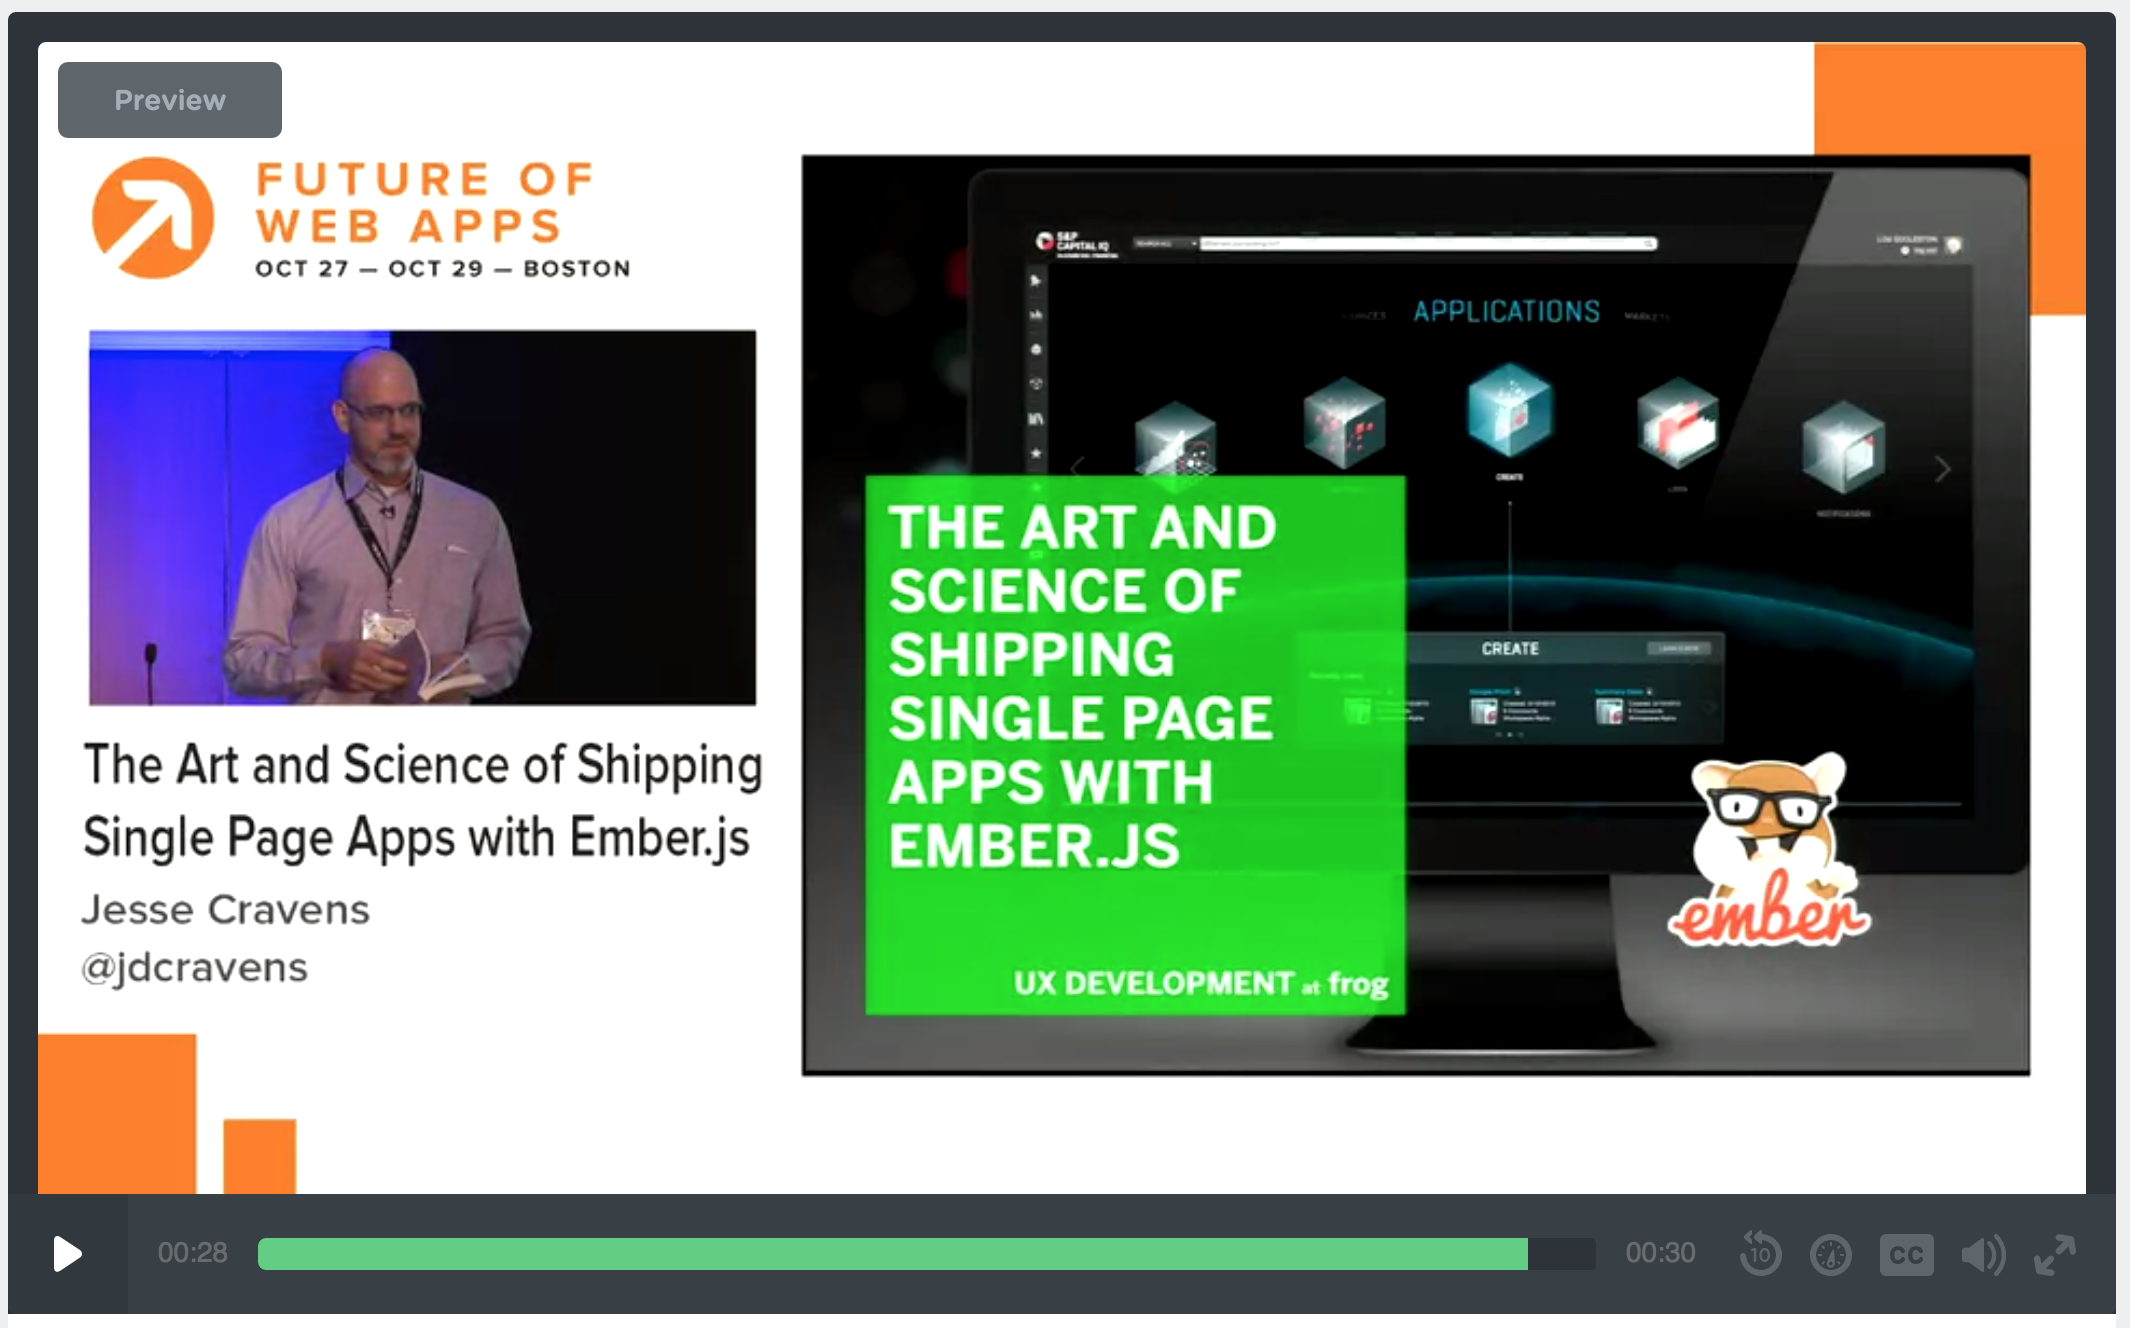 Preview
FUTURE OF
WEB APPS
OCT 27 — OCT 29 — BOSTON
The Art and Science of Shipping
Single Page Apps with Ember.js
Jesse Cravens
@jdcravens
S&P
CAPITAL IQ
APPLICATIONS
MARKETS
CREATE
NOTIFICATIONS
THE ART AND
SCIENCE OF
SHIPPING
SINGLE PAGE
APPS WITH
EMBER.JS
UX DEVELOPMENT at frog
CREATE
ember
00:28
00:30
10
CC